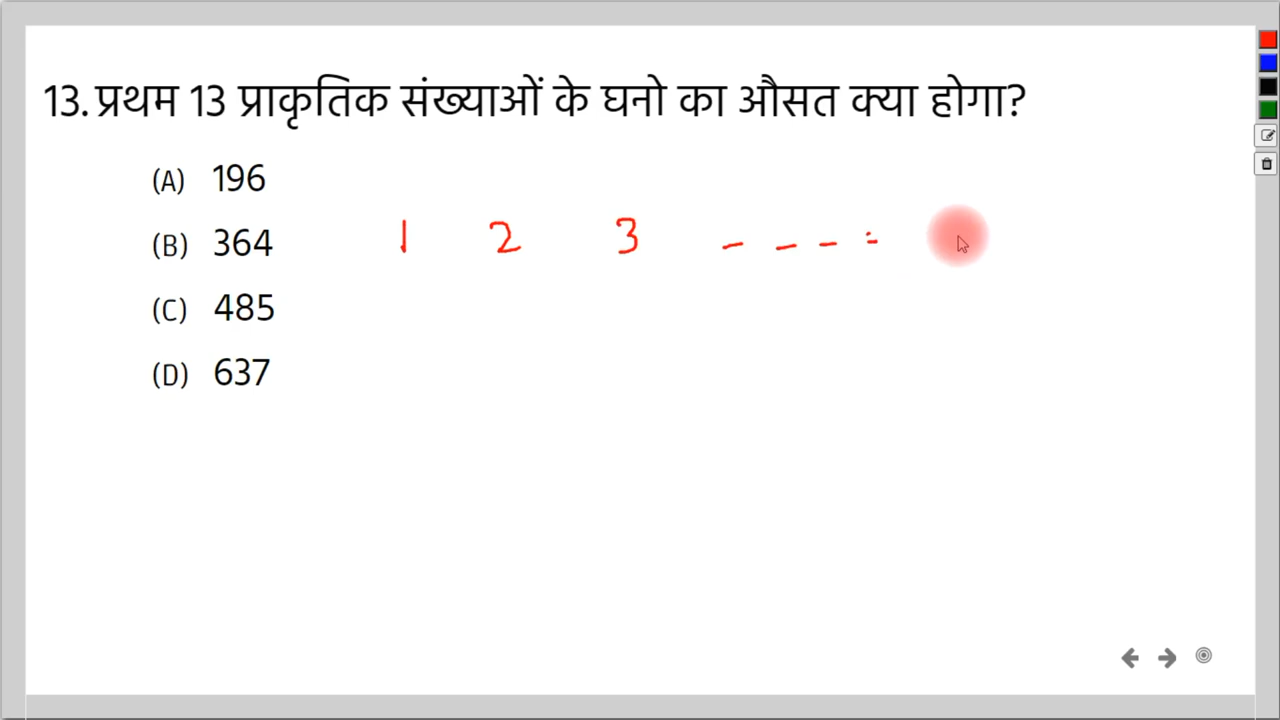 13. प्रथम 13 प्राकृतिक संख्याओं के घनो का औसत क्या होगा?
(A) 196
(B) 364
1 2 3 - - - =
(C) 485
(D) 637